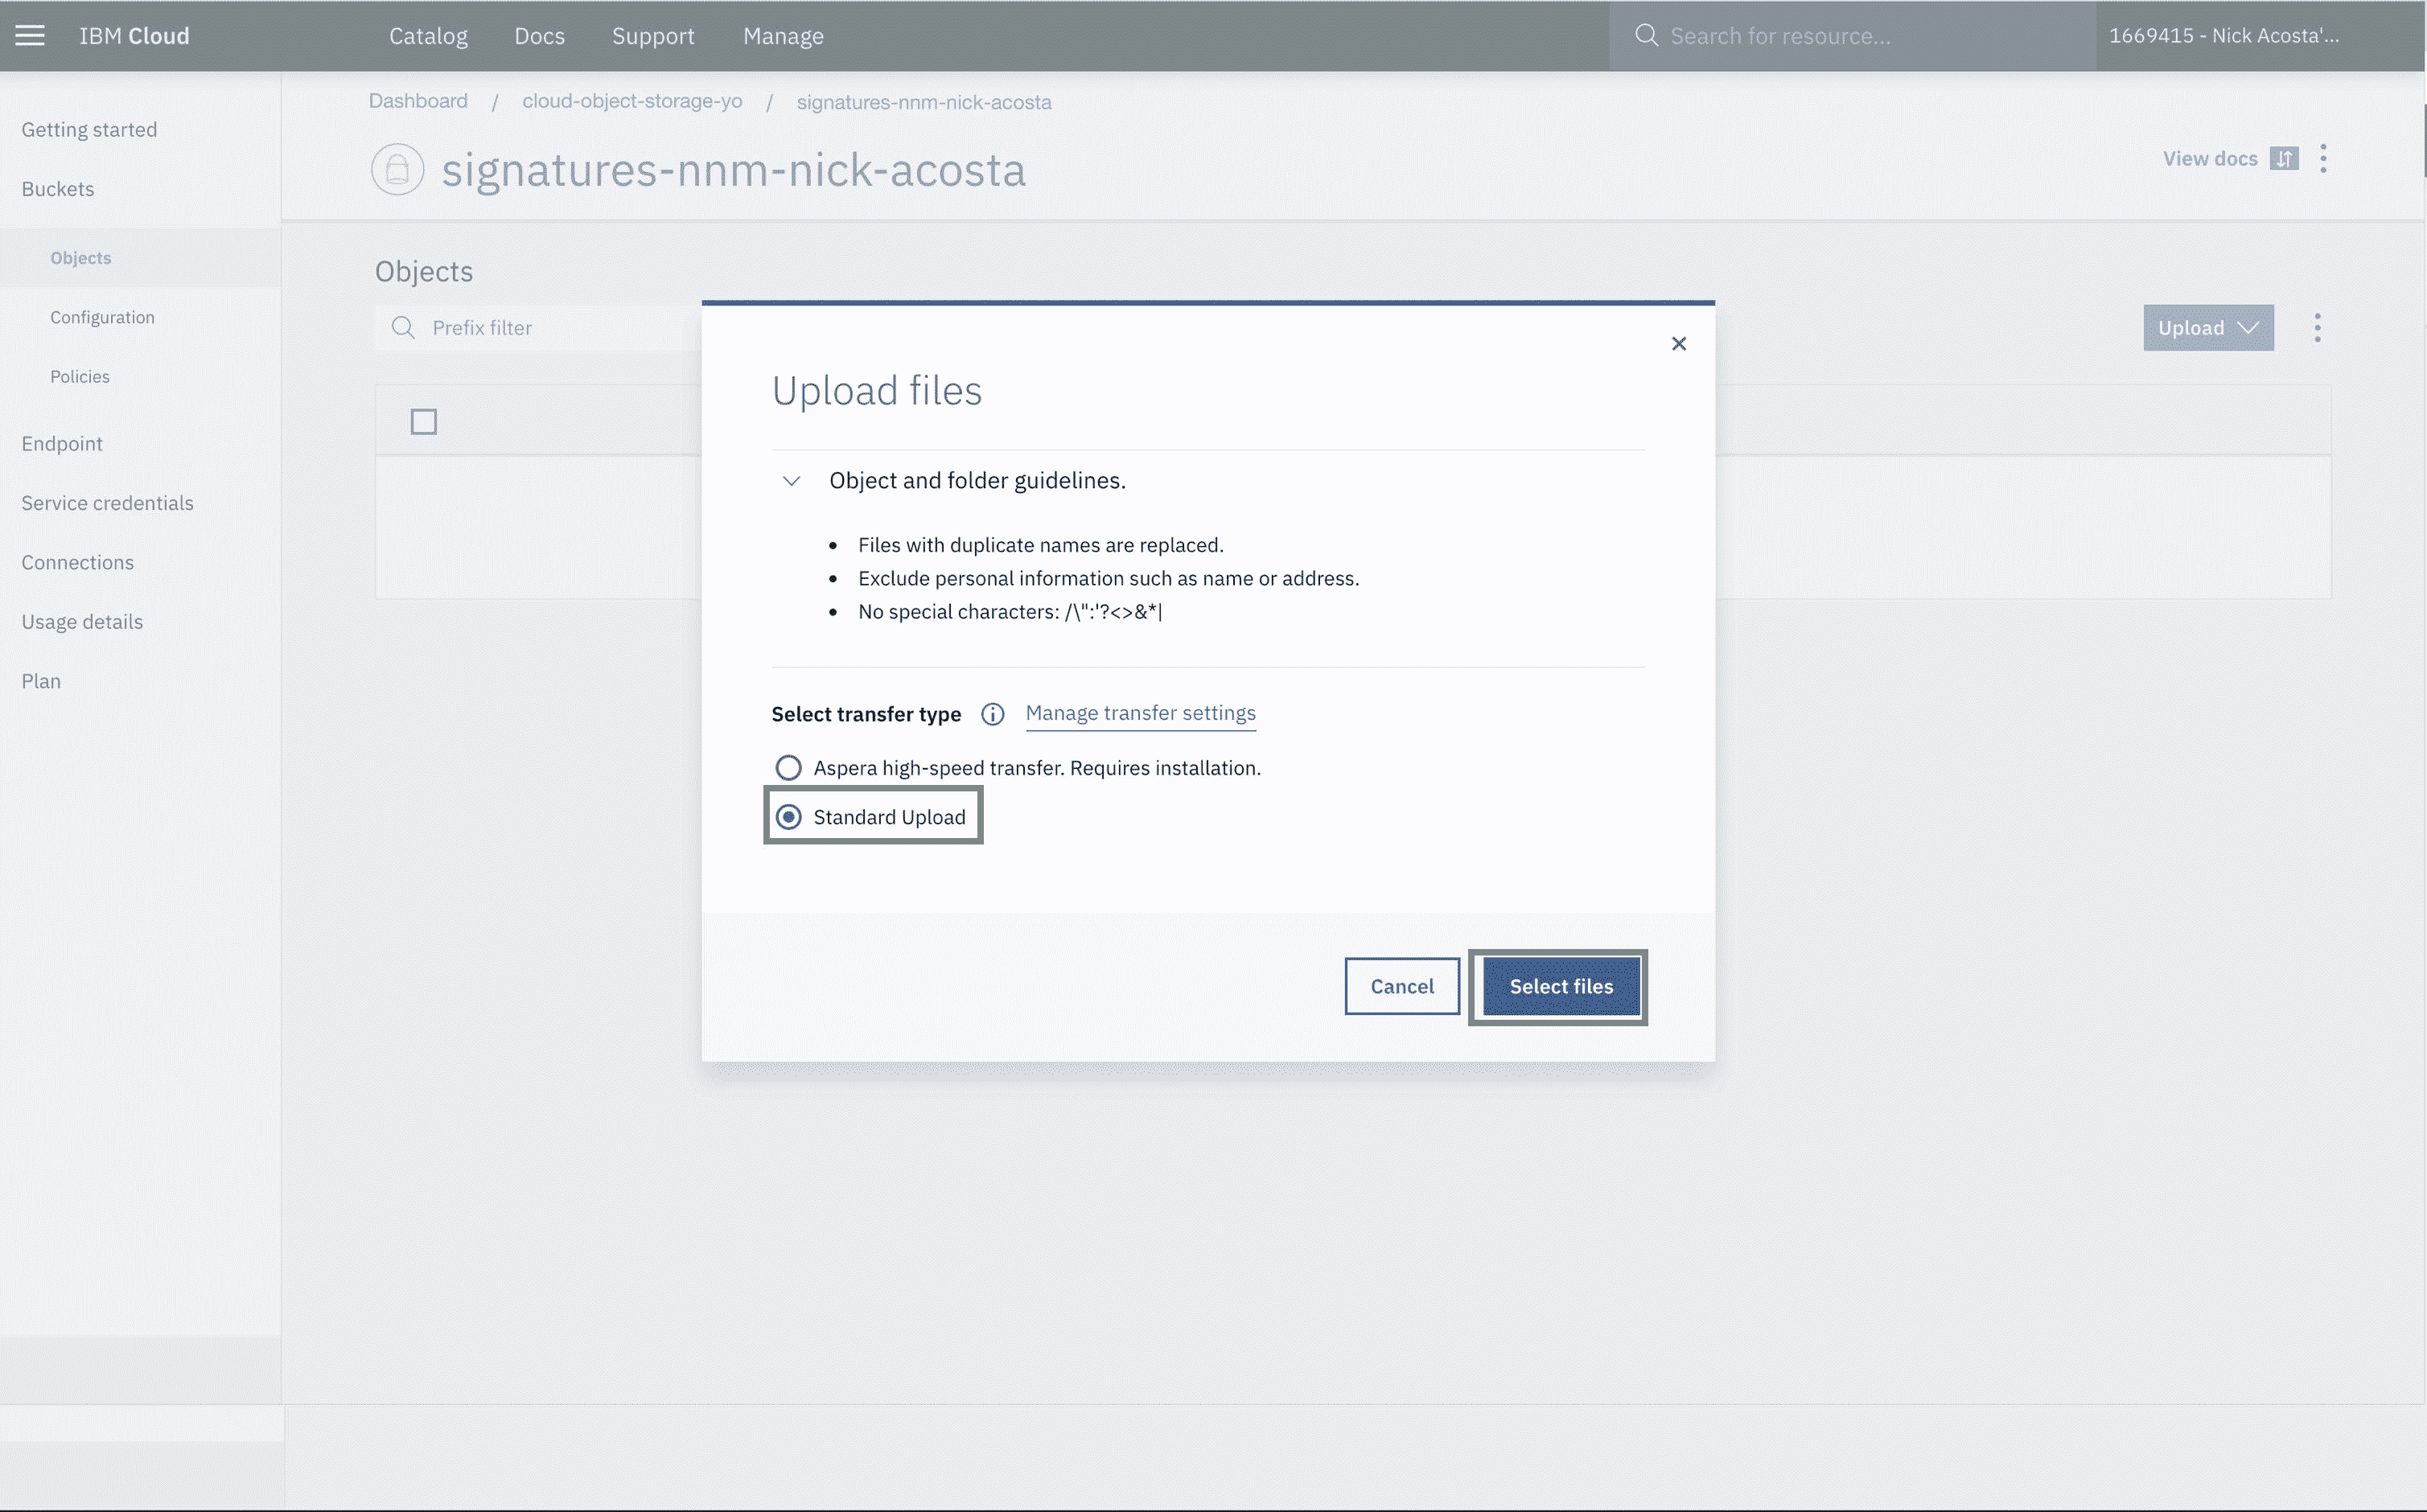 IBM Cloud
Catalog
Docs
Support
Manage
Search for resource...
1669415 - Nick Acosta'...
Getting started
Buckets
Objects
Configuration
Policies
Endpoint
Service credentials
Connections
Usage details
Plan
Dashboard / cloud-object-storage-yo / signatures-nnm-nick-acosta
signatures-nnm-nick-acosta
View docs
Objects
Prefix filter
Upload
Upload files
Object and folder guidelines.
• Files with duplicate names are replaced.
• Exclude personal information such as name or address.
• No special characters: /\":'?<>&*|
Select transfer type
Manage transfer settings
Aspera high-speed transfer. Requires installation.
Standard Upload
Cancel
Select files